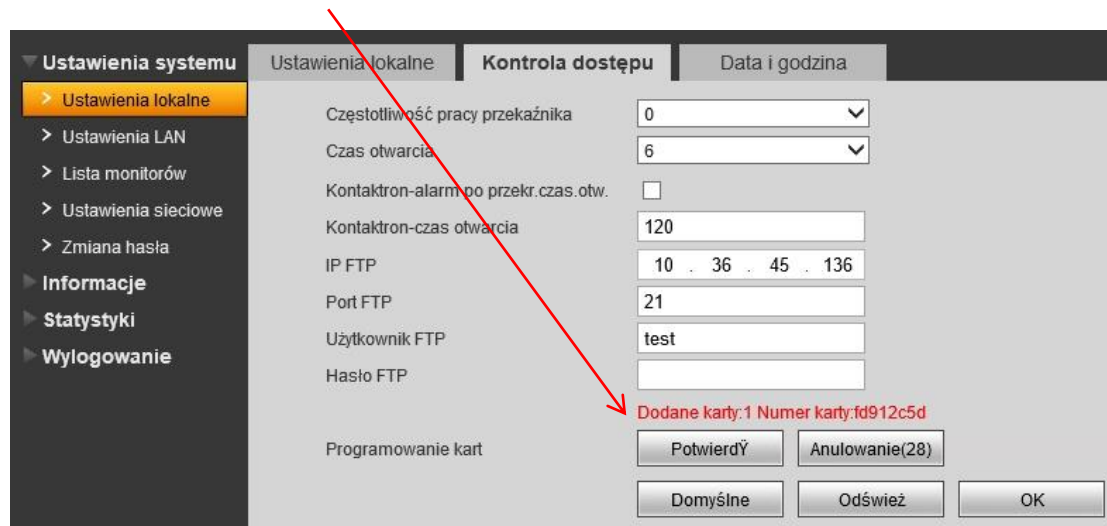 Ustawienia systemu
Ustawienia lokalne
Ustawienia LAN
Lista monitorów
Ustawienia sieciowe
Zmiana hasła
Informacje
Statystyki
Wylogowanie
Ustawienia lokalne Kontrola dostępu Data i godzina
Częstotliwość pracy przekaźnika 0
Czas otwarcia 6
Kontaktron-alarm po przekr.czas.otw.
Kontaktron-czas otwarcia 120
IP FTP 10 . 36 . 45 . 136
Port FTP 21
Użytkownik FTP test
Hasło FTP
Dodane karty:1 Numer karty:fd912c5d
Programowanie kart PotwierdŸ Anulowanie(28)
Domyślne Odśwież OK